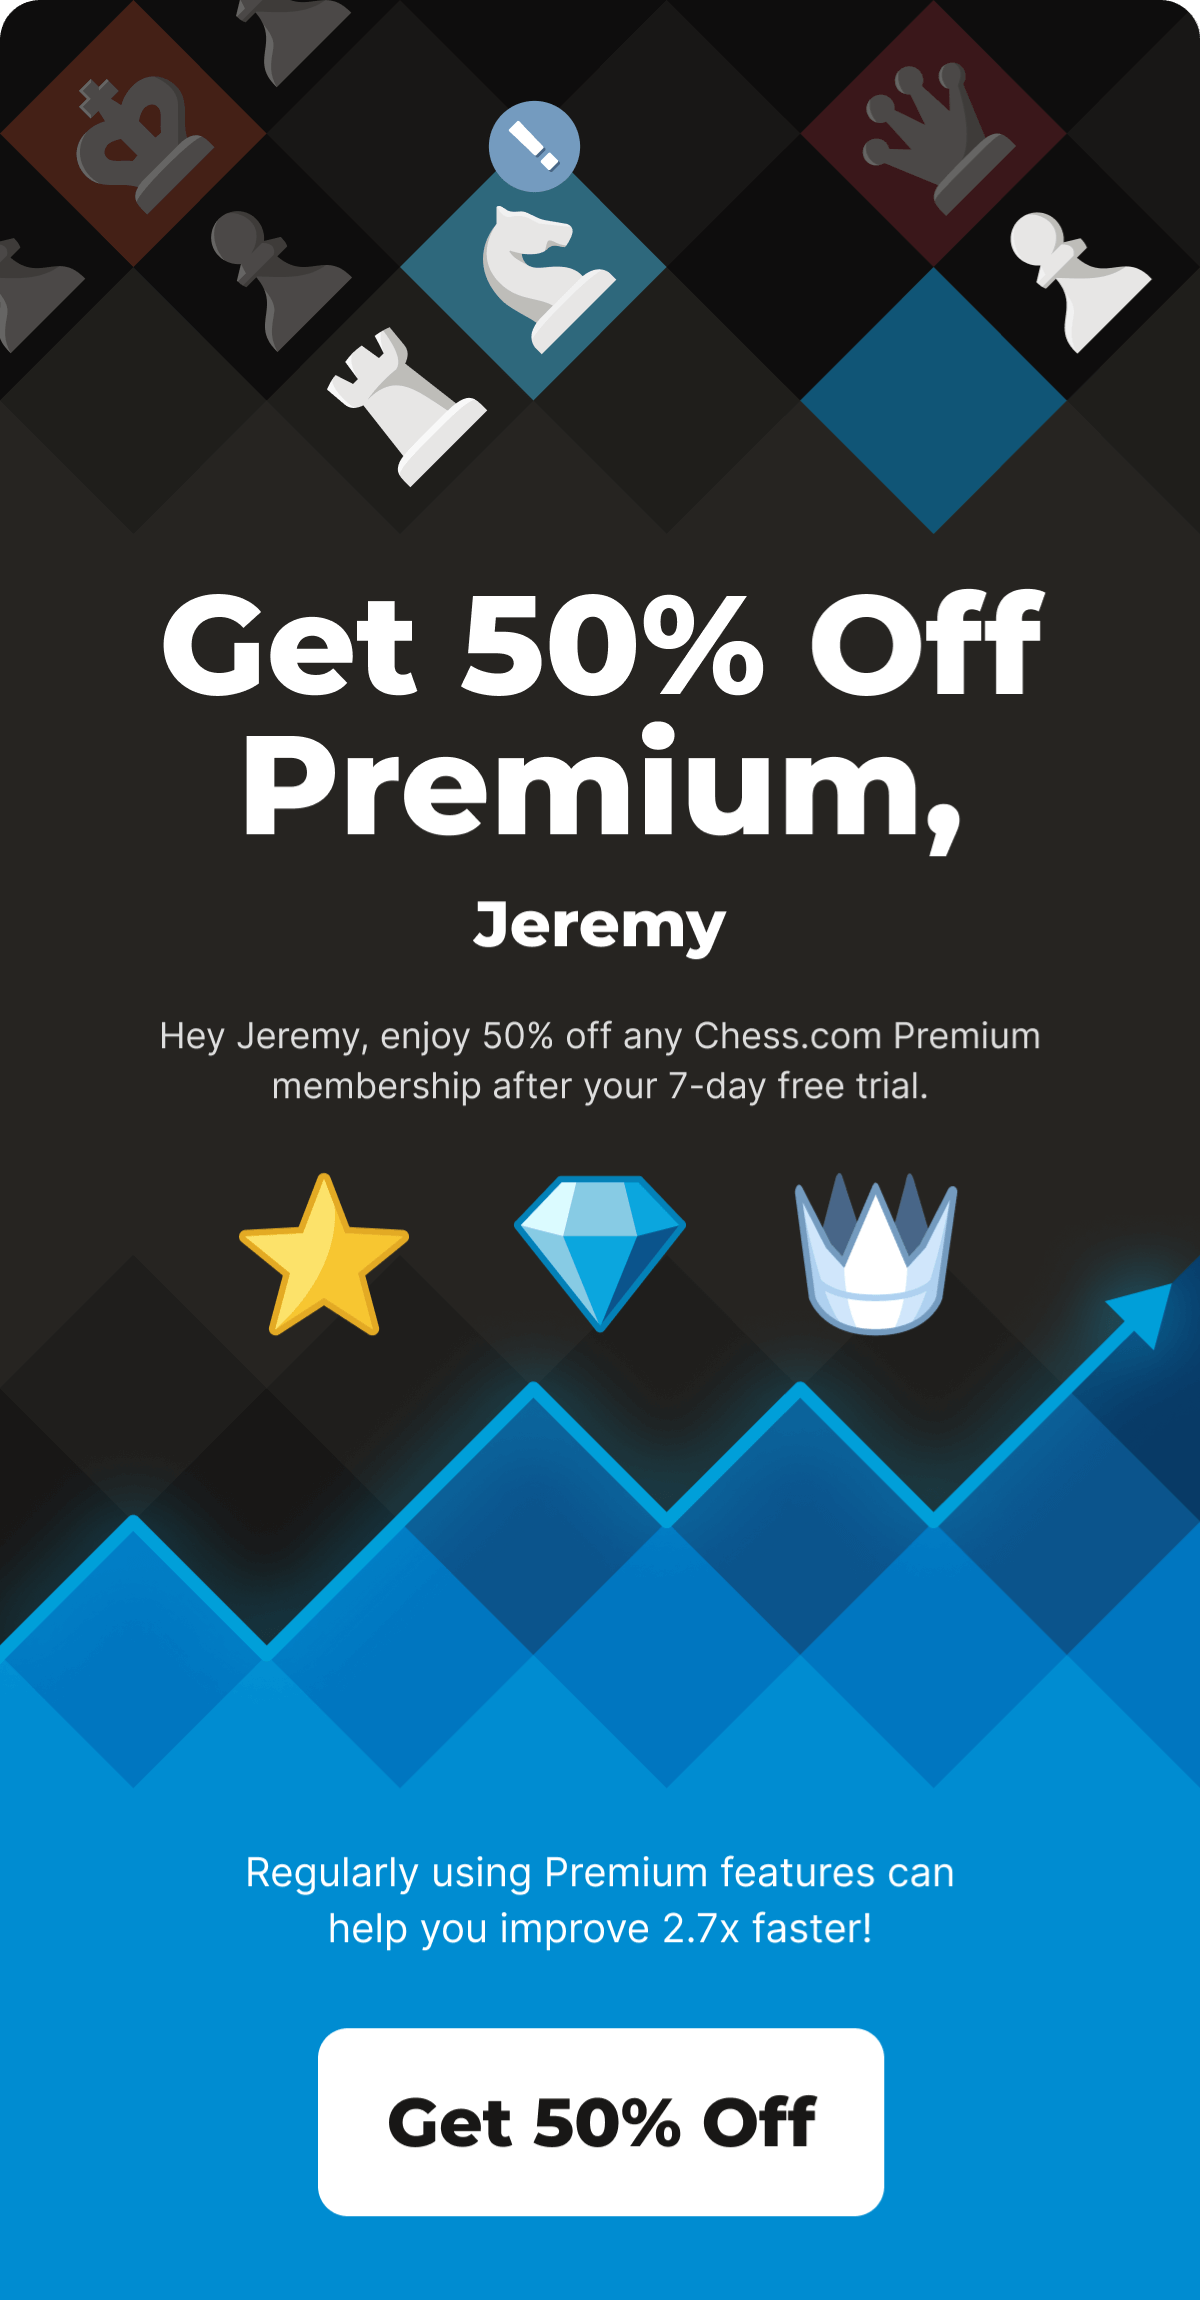 !
Get 50% Off
Premium,
Jeremy
Hey Jeremy, enjoy 50% off any Chess.com Premium
membership after your 7-day free trial.
Regularly using Premium features can
help you improve 2.7x faster!
Get 50% Off